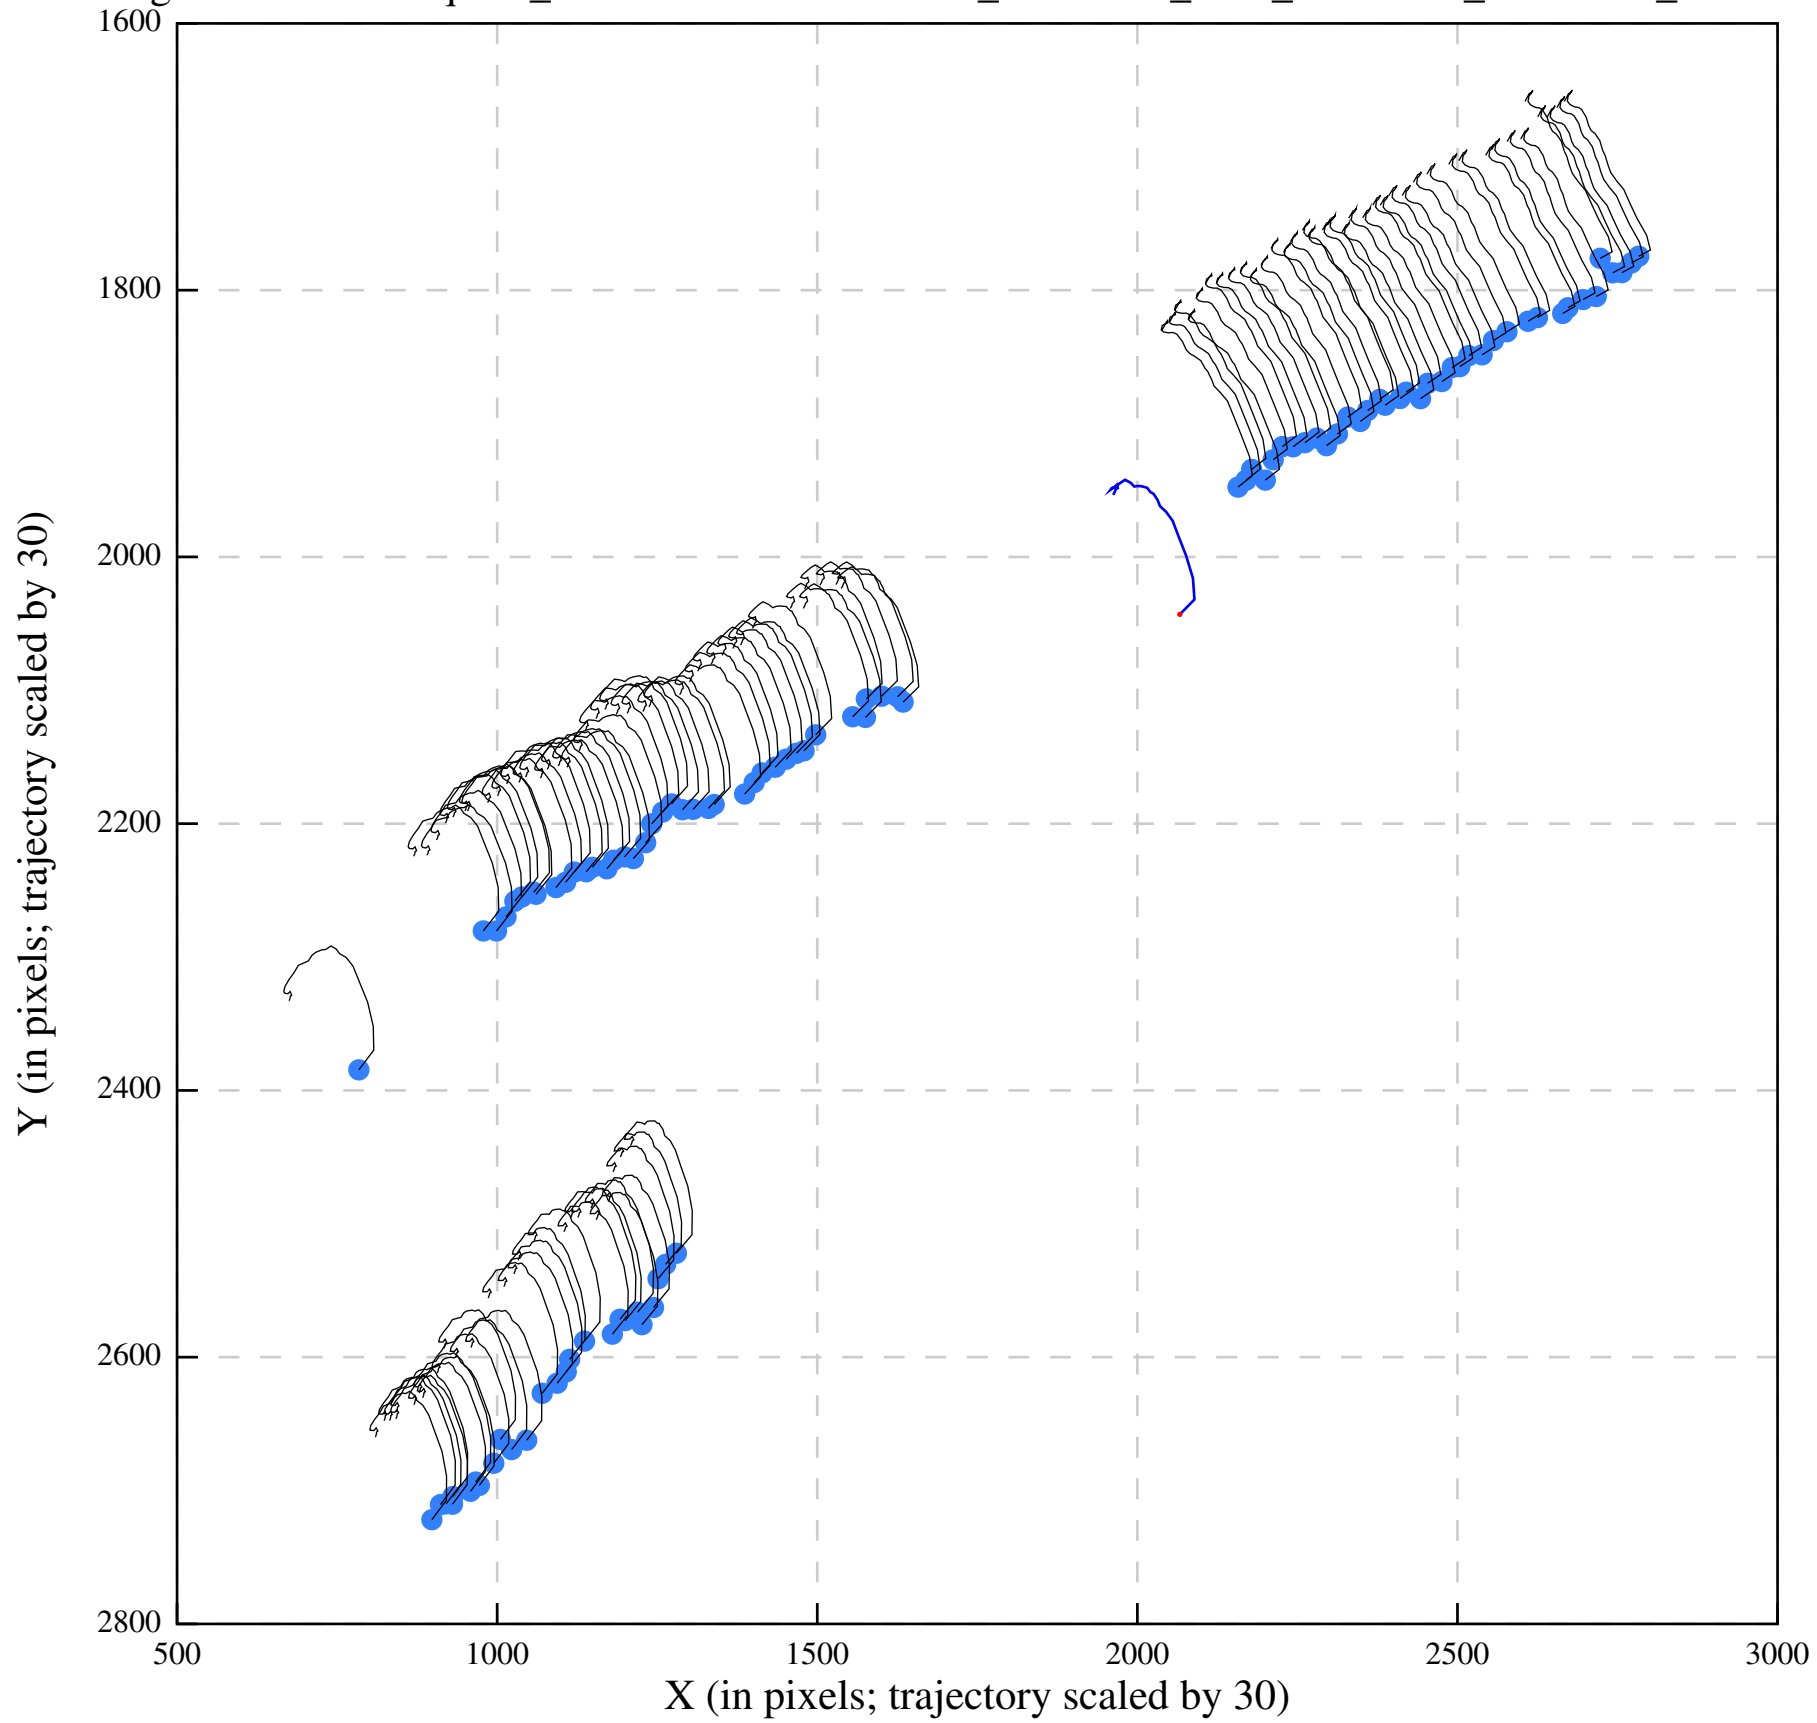 1600
1800
2000
2200
2400
2600
2800
500 1000 1500 2000 2500 3000
X (in pixels; trajectory scaled by 30)
Y (in pixels; trajectory scaled by 30)